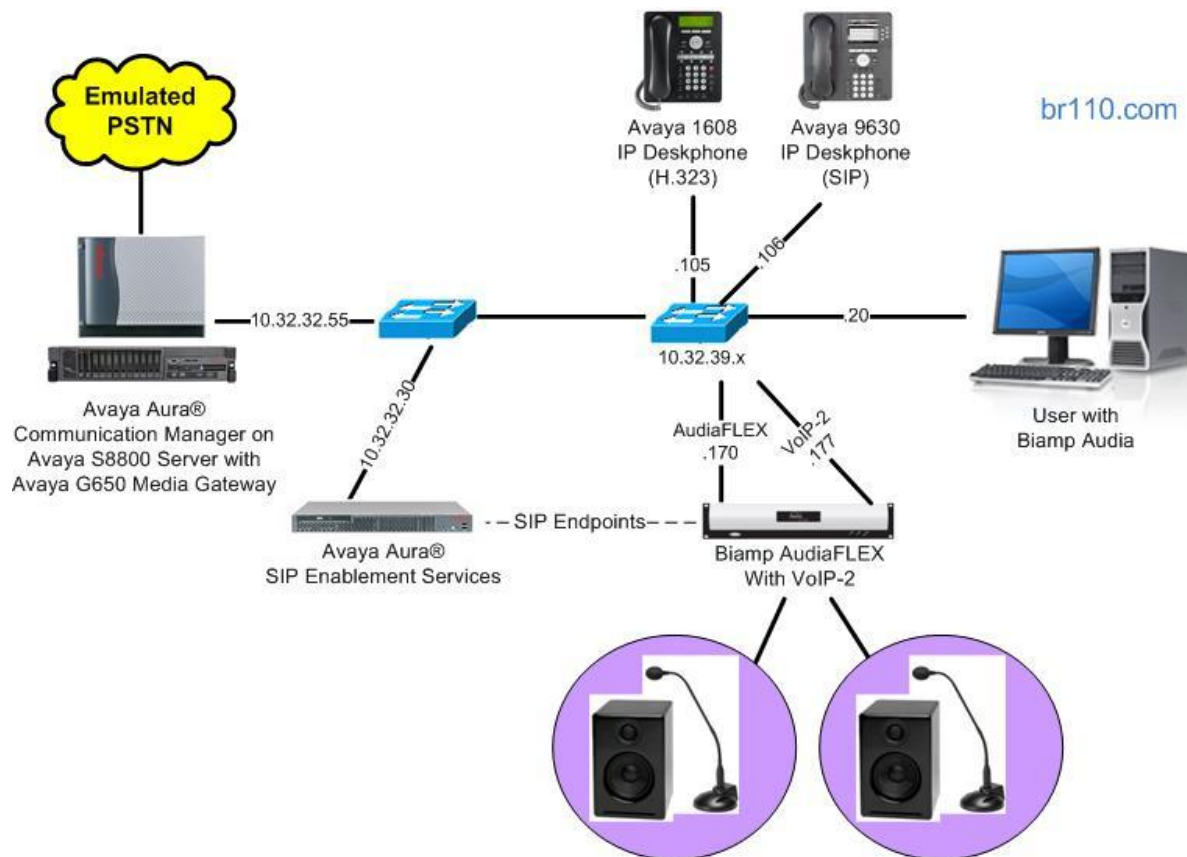 Emulated
PSTN
br110.com
Avaya 1608
IP Deskphone
(H.323)
Avaya 9630
IP Deskphone
(SIP)
.105
.106
10.32.32.55
.20
10.32.39.x
Avaya Aura®
Communication Manager on
Avaya S8800 Server with
Avaya G650 Media Gateway
10.32.32.30
AudiaFLEX
.170
VoIP-2
.177
User with
Biamp Audia
SIP Endpoints
Avaya Aura®
SIP Enablement Services
Biamp AudiaFLEX
With VoIP-2